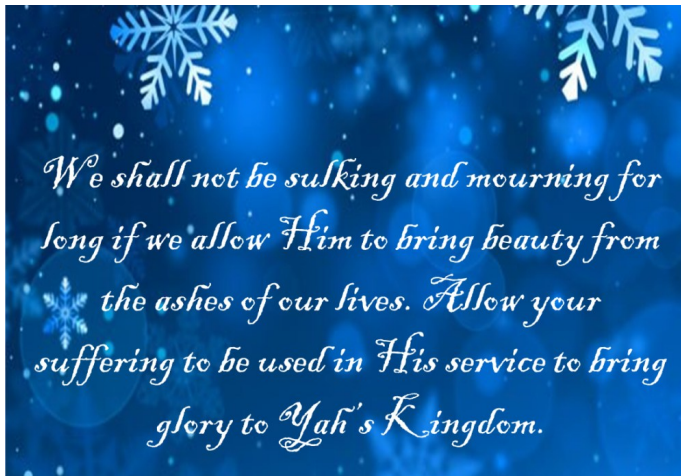 We shall not be sulking and mourning for
long if we allow Him to bring beauty from
the ashes of our lives. Allow your
suffering to be used in His service to bring
glory to Yah's Kingdom.